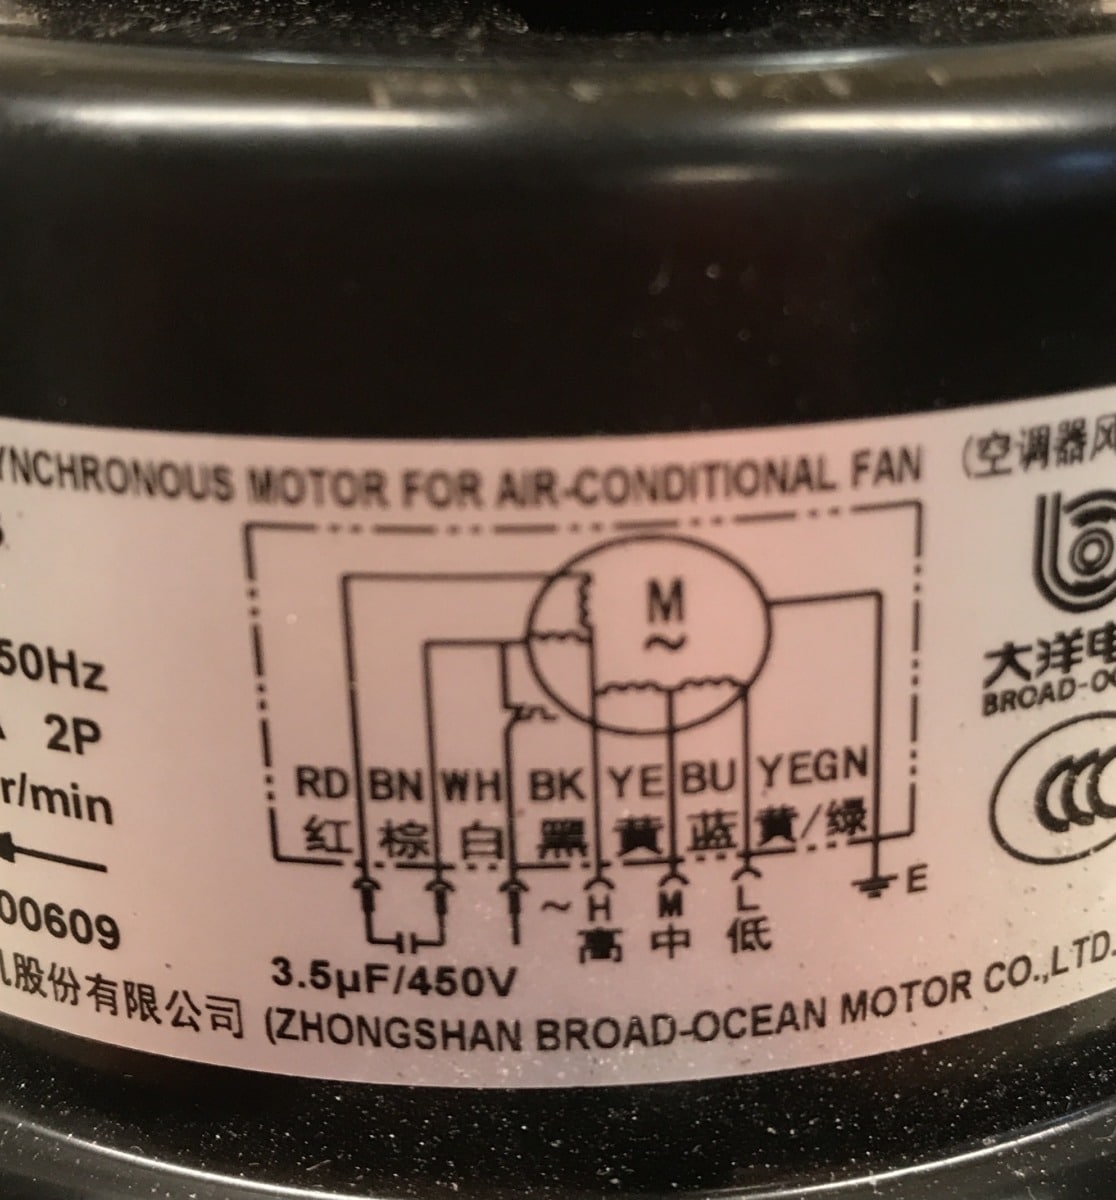 YNCHRONOUS MOTOR FOR AIR-CONDITIONAL FAN (空调器风
M
~
50Hz
2P
r/min
00609
RD BN WH BK YE BU YEGN
红 棕 白 黑 黄 蓝 黄/绿
~ H M L E
高 中 低
3.5μF/450V
大洋电
BROAD-OC
CCC
股份有限公司 (ZHONGSHAN BROAD-OCEAN MOTOR CO.,LTD.